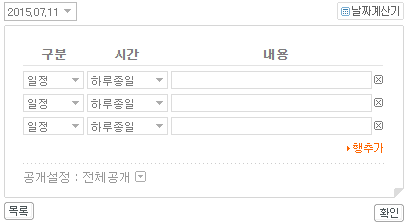 2015.07.11 날짜계산기
구분 시간 내용
일정 하루종일
일정 하루종일
일정 하루종일
행추가
공개설정 : 전체공개
목록 확인